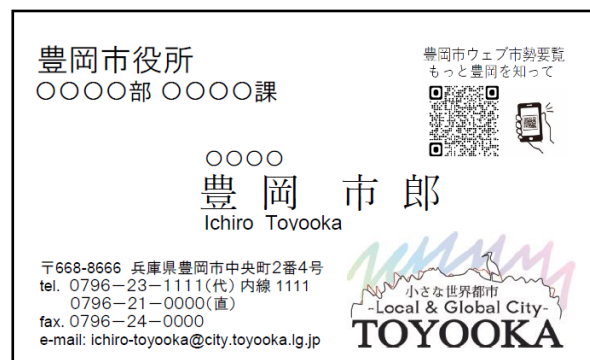 豊岡市役所
○○○○部 ○○○○課
豊岡市ウェブ市勢要覧
もっと豊岡を知って
○○○○
豊岡 市郎
Ichiro Toyooka
〒668-8666 兵庫県豊岡市中央町2番4号
tel. 0796-23-1111(代) 内線 1111
0796-21-0000(直)
fax. 0796-24-0000
e-mail: ichiro-toyooka@city.toyooka.lg.jp
小さな世界都市
-Local & Global City-
TOYOOKA